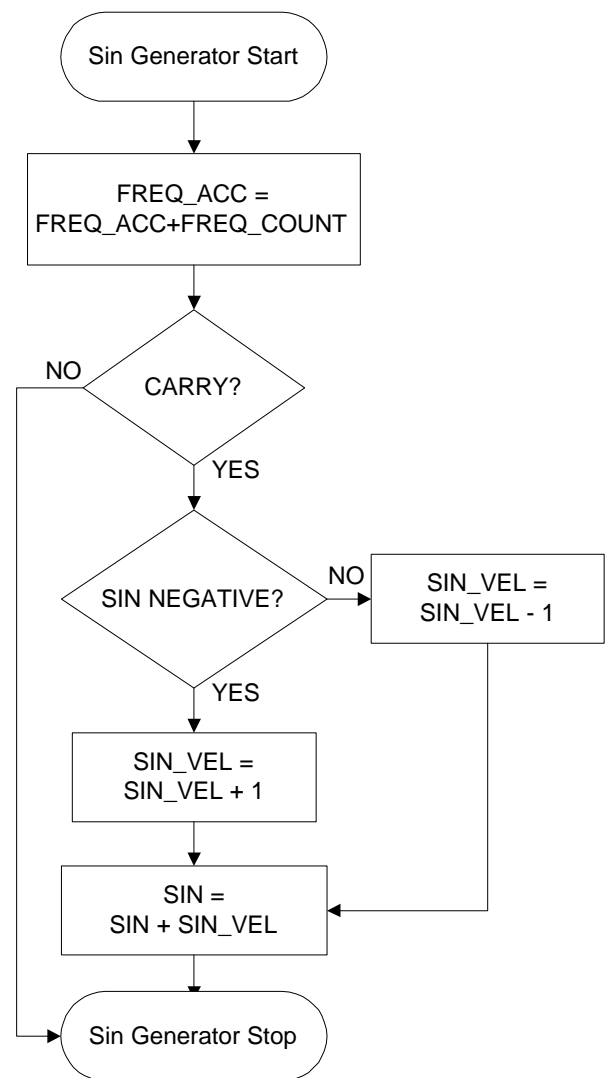 Sin Generator Start
FREQ_ACC =
FREQ_ACC+FREQ_COUNT
NO
CARRY?
YES
SIN NEGATIVE?
NO
SIN_VEL =
SIN_VEL - 1
YES
SIN_VEL =
SIN_VEL + 1
SIN =
SIN + SIN_VEL
Sin Generator Stop